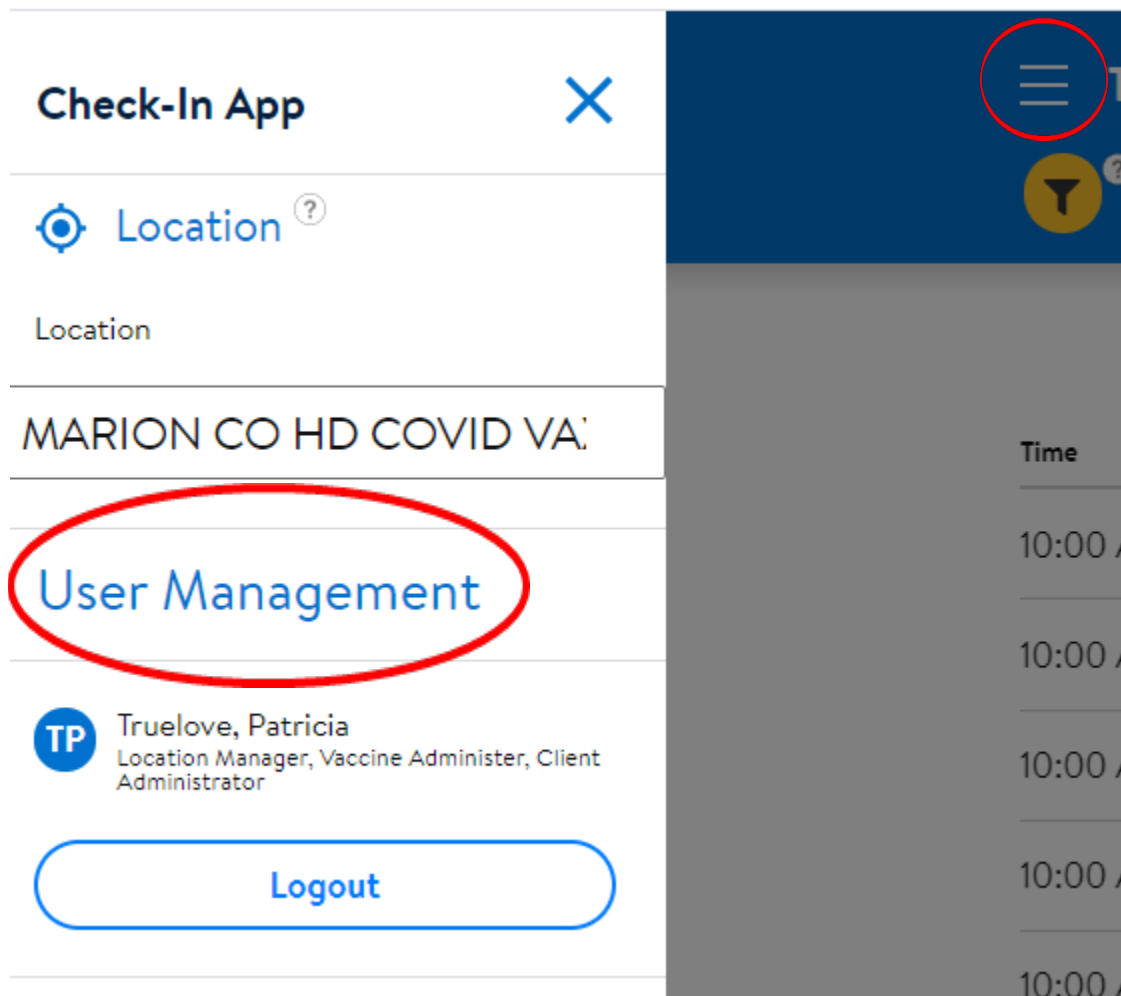 Check-In App
Location ?
Location
MARION CO HD COVID VA
User Management
TP
Truelove, Patricia
Location Manager, Vaccine Administer, Client
Administrator
Logout
?
Time
10:00
10:00
10:00
10:00
10:00